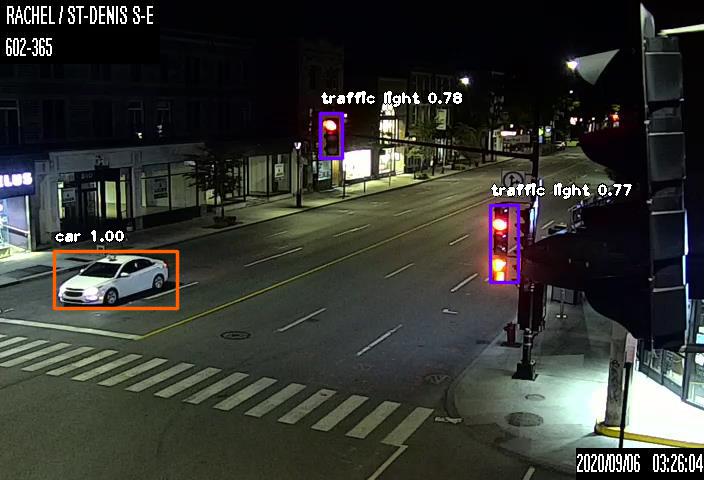 RACHEL / ST-DENIS S-E
602-365
traffic light 0.78
traffic light 0.77
car 1.00
2020/09/06 03:26:04